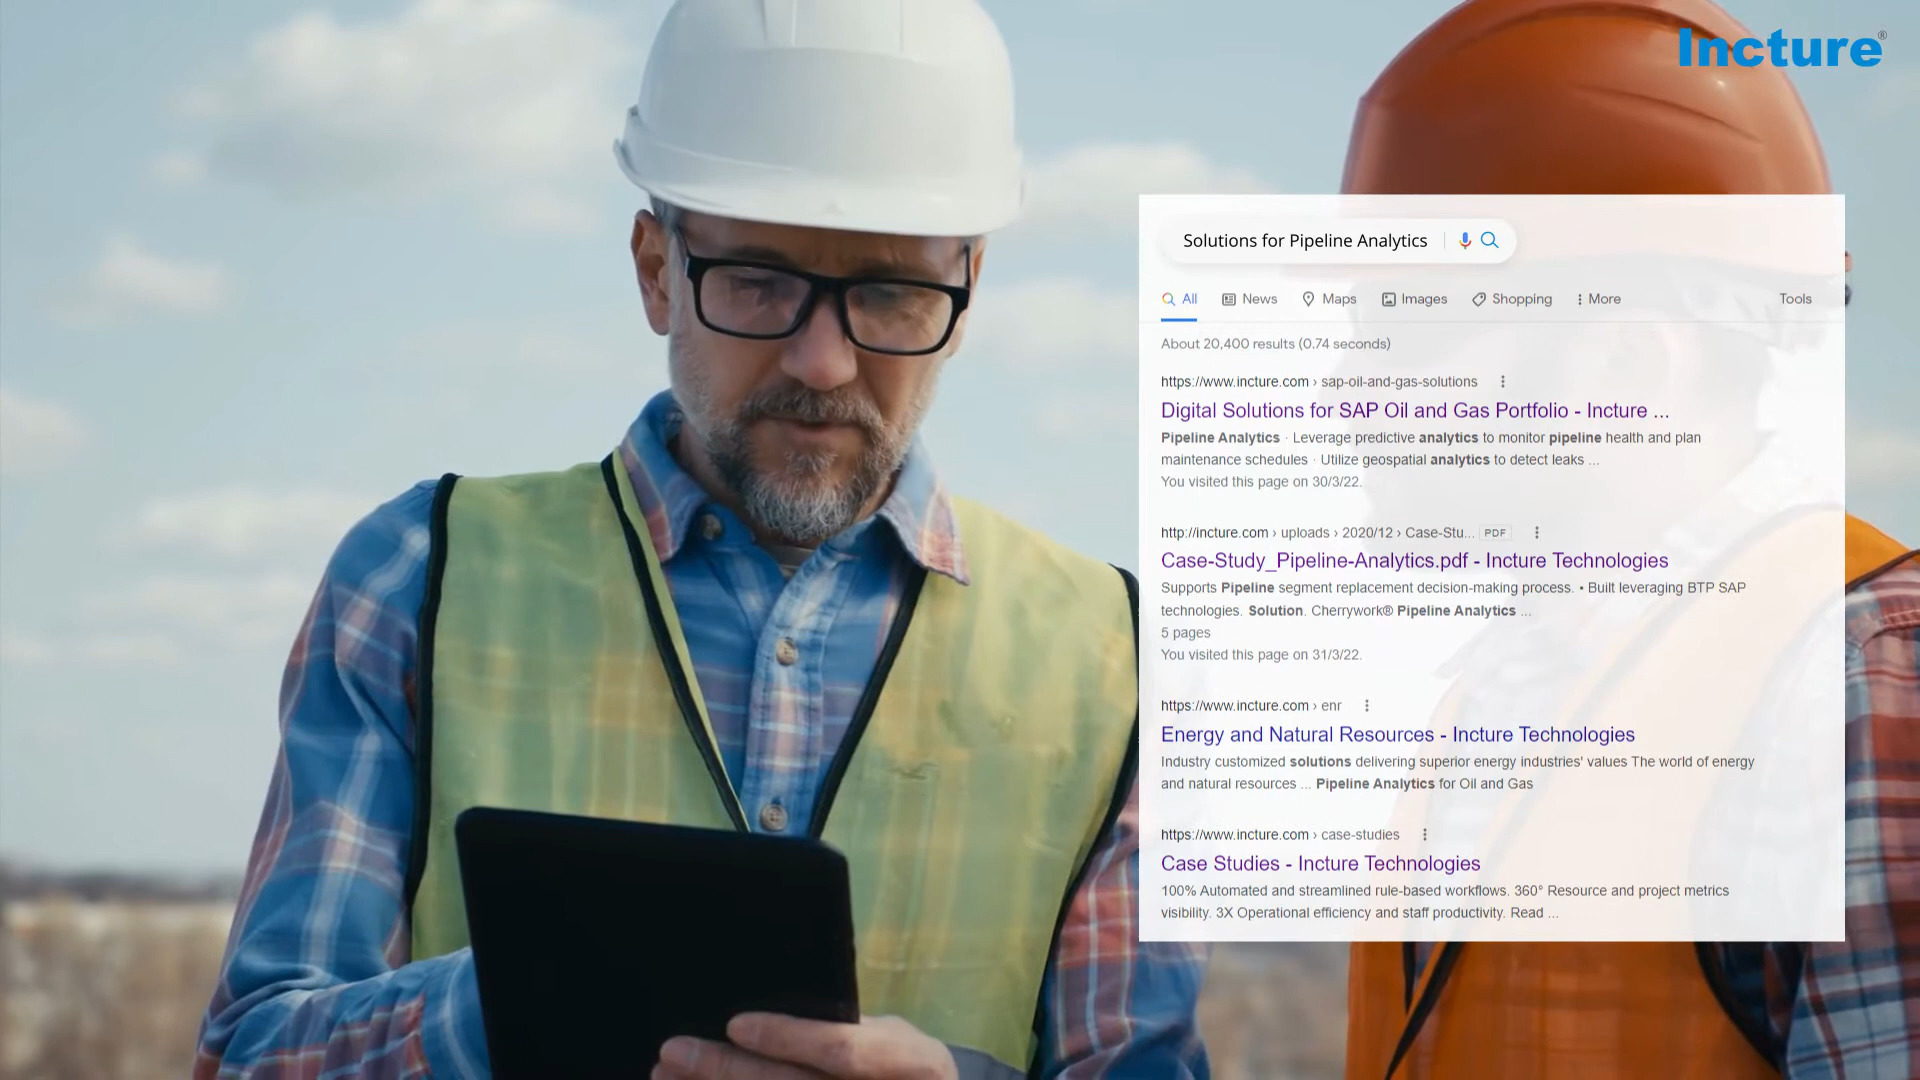 Incture®
Solutions for Pipeline Analytics
All News Maps Images Shopping More Tools
About 20,400 results (0.74 seconds)
https://www.incture.com › sap-oil-and-gas-solutions
Digital Solutions for SAP Oil and Gas Portfolio - Incture ...
Pipeline Analytics · Leverage predictive analytics to monitor pipeline health and plan
maintenance schedules · Utilize geospatial analytics to detect leaks ...
You visited this page on 30/3/22.
http://incture.com › uploads › 2020/12 › Case-Stu... PDF
Case-Study_Pipeline-Analytics.pdf - Incture Technologies
Supports Pipeline segment replacement decision-making process. • Built leveraging BTP SAP
technologies. Solution. Cherrywork® Pipeline Analytics ...
5 pages
You visited this page on 31/3/22.
https://www.incture.com › enr
Energy and Natural Resources - Incture Technologies
Industry customized solutions delivering superior energy industries' values The world of energy
and natural resources ... Pipeline Analytics for Oil and Gas
https://www.incture.com › case-studies
Case Studies - Incture Technologies
100% Automated and streamlined rule-based workflows. 360° Resource and project metrics
visibility. 3X Operational efficiency and staff productivity. Read ...